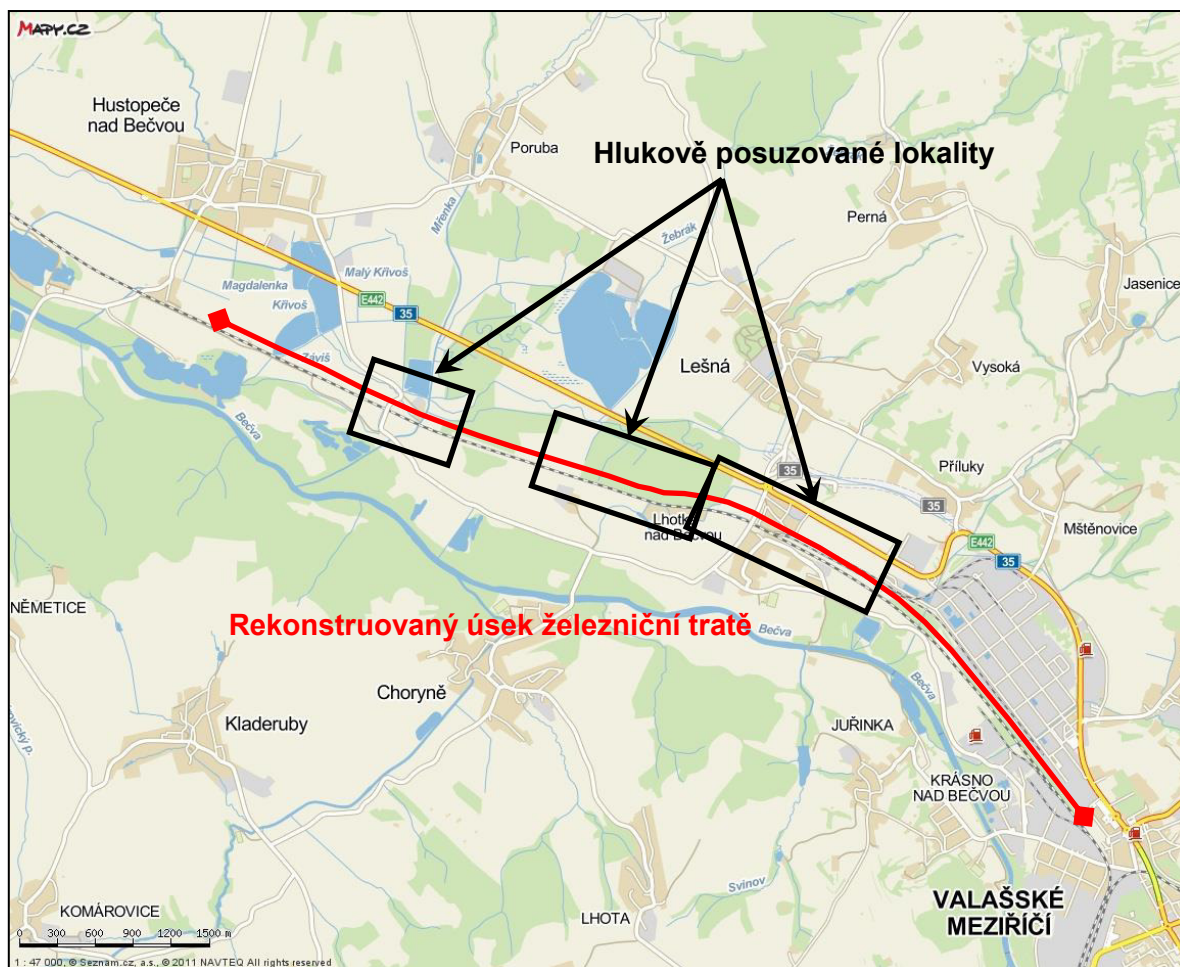 MAPY.CZ
Hustopeče
nad Bečvou
Poruba
Hlukově posuzované lokality
Mřenka
Žebrák
Perná
Žebrák
Magdalenka
Křivoš
Malý Křivoš
E442
35
Jasenice
Závíš
Lešná
Vysoká
Bečva
35
Příluky
35
Mštěnovice
Lhotka
nad Bečvou
E442
35
NĚMETICE
Rekonstruovaný úsek železniční tratě
Bečva
Choryně
Bečva
Kladeruby
JUŘINKA
KRÁSNO
NAD BEČVOU
Svinov
VALAŠSKÉ
MEZIŘÍČÍ
KOMÁROVICE
LHOTA
0 300 600 900 1200 1500 m
1 : 47 000, © Seznam.cz, a.s., © 2011 NAVTEQ All rights reserved